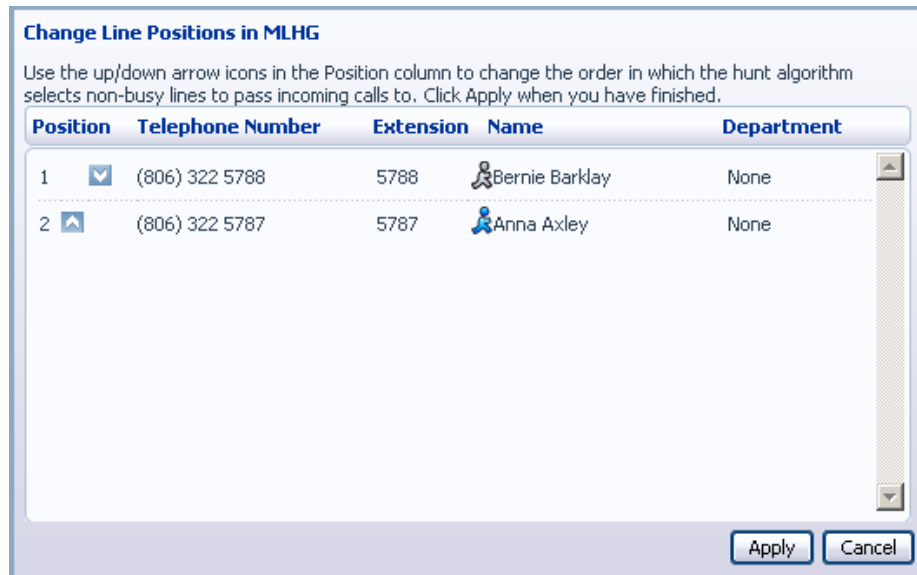 Change Line Positions in MLHG
Use the up/down arrow icons in the Position column to change the order in which the hunt algorithm
selects non-busy lines to pass incoming calls to. Click Apply when you have finished.
Position Telephone Number Extension Name Department
1 (806) 322 5788 5788 Bernie Barklay None
2 (806) 322 5787 5787 Anna Axley None
Apply Cancel